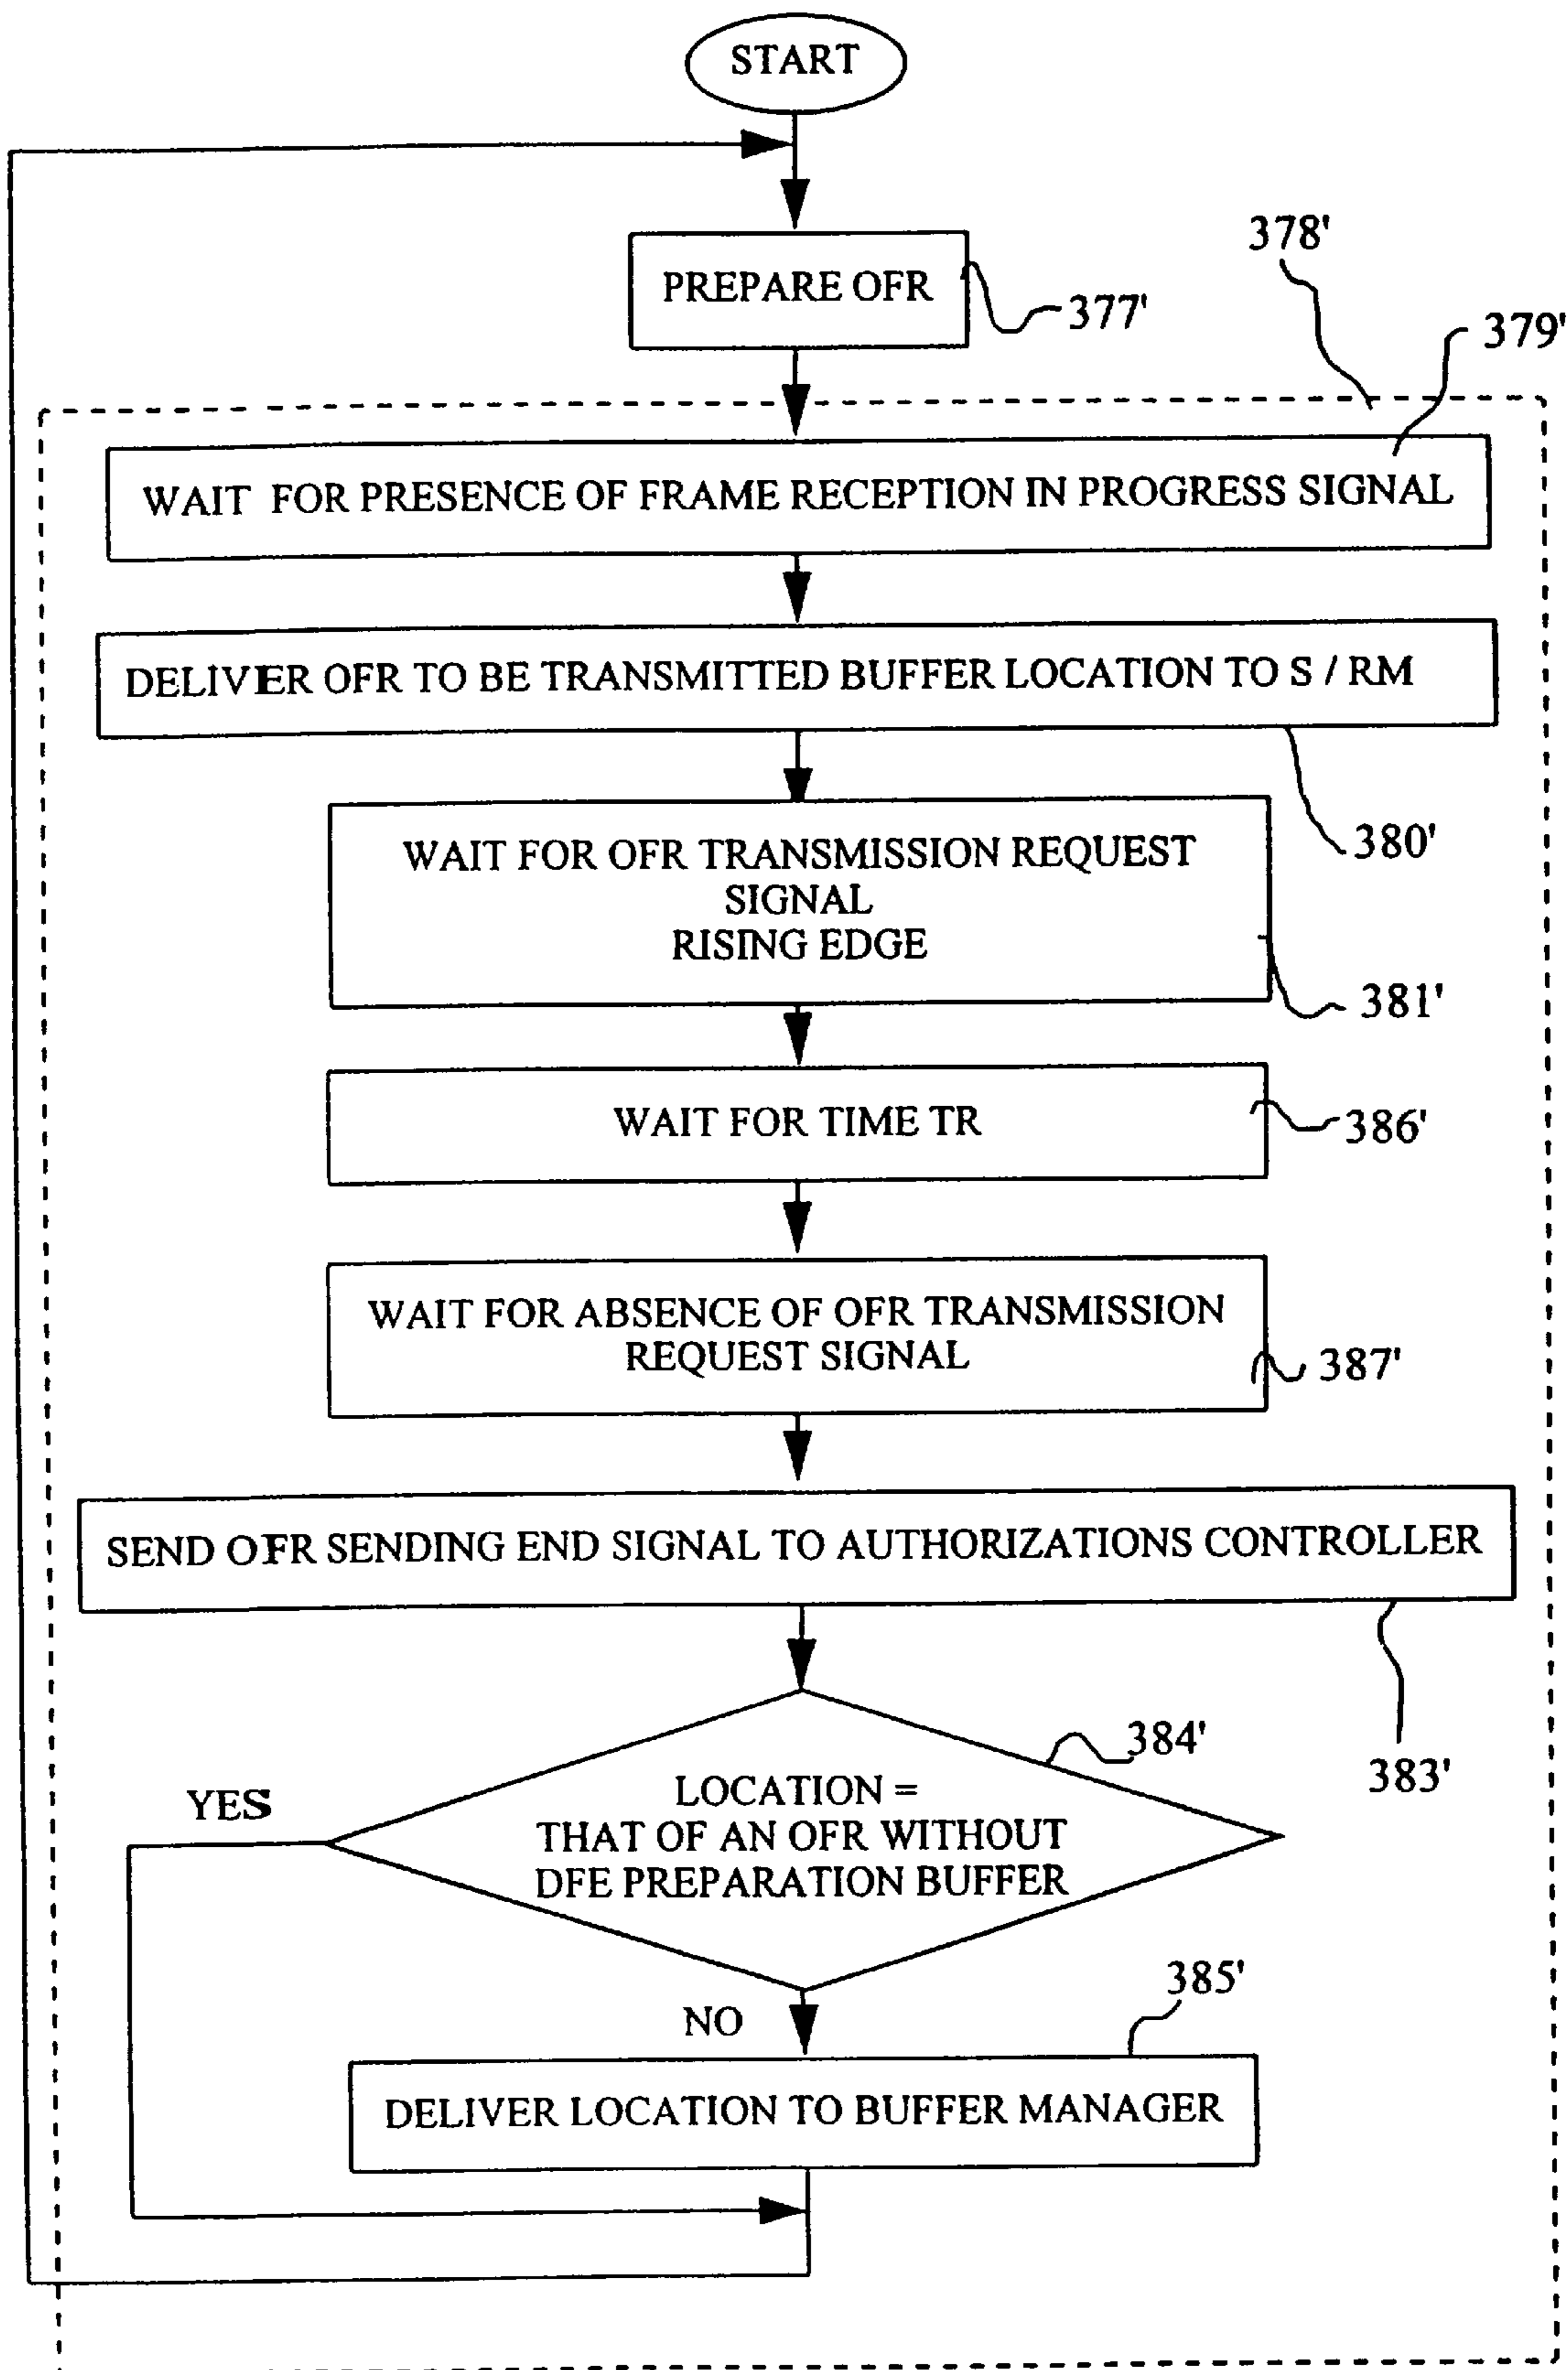 START
PREPARE OFR
377'
378'
379'
WAIT FOR PRESENCE OF FRAME RECEPTION IN PROGRESS SIGNAL
DELIVER OFR TO BE TRANSMITTED BUFFER LOCATION TO S / RM
380'
WAIT FOR OFR TRANSMISSION REQUEST
SIGNAL
RISING EDGE
381'
WAIT FOR TIME TR
386'
WAIT FOR ABSENCE OF OFR TRANSMISSION
REQUEST SIGNAL
387'
SEND OFR SENDING END SIGNAL TO AUTHORIZATIONS CONTROLLER
383'
384'
YES
LOCATION =
THAT OF AN OFR WITHOUT
DFE PREPARATION BUFFER
NO
385'
DELIVER LOCATION TO BUFFER MANAGER